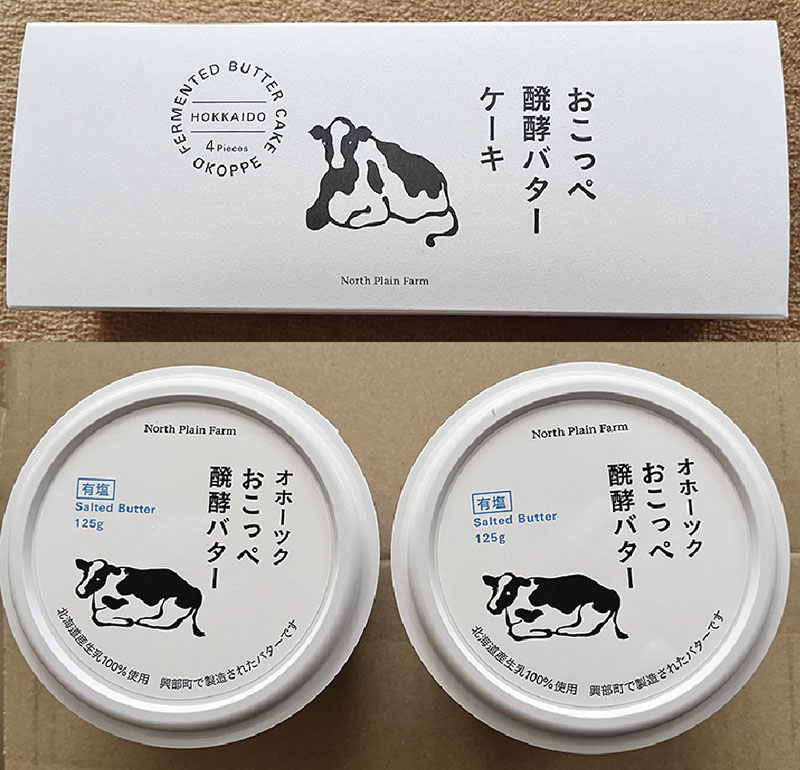 FERMENTED BUTTER CAKE
HOKKAIDO
4 Pieces
OKOPPE
おこっぺ
醗酵バター
ケーキ
North Plain Farm
North Plain Farm
オホーツク
おこっぺ
醗酵バター
有塩
Salted Butter
125g
北海道産生乳100%使用 興部町で製造されたバターです
North Plain Farm
オホーツク
おこっぺ
醗酵バター
有塩
Salted Butter
125g
北海道産生乳100%使用 興部町で製造されたバターです